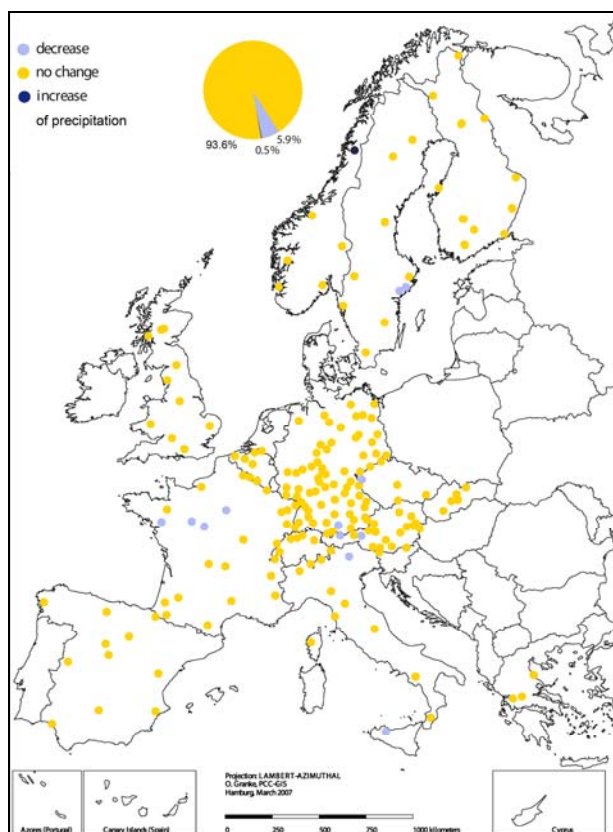 decrease
no change
increase
of precipitation
93.6%
0.5%
5.9%
Projection: LAMBERT-AZIMUTHAL
O. Granke, PCC-GIS
Hamburg, March 2007
0 250 500 750 1000 kilometers
Azores (Portugal)
Canary Islands (Spain)
Cyprus